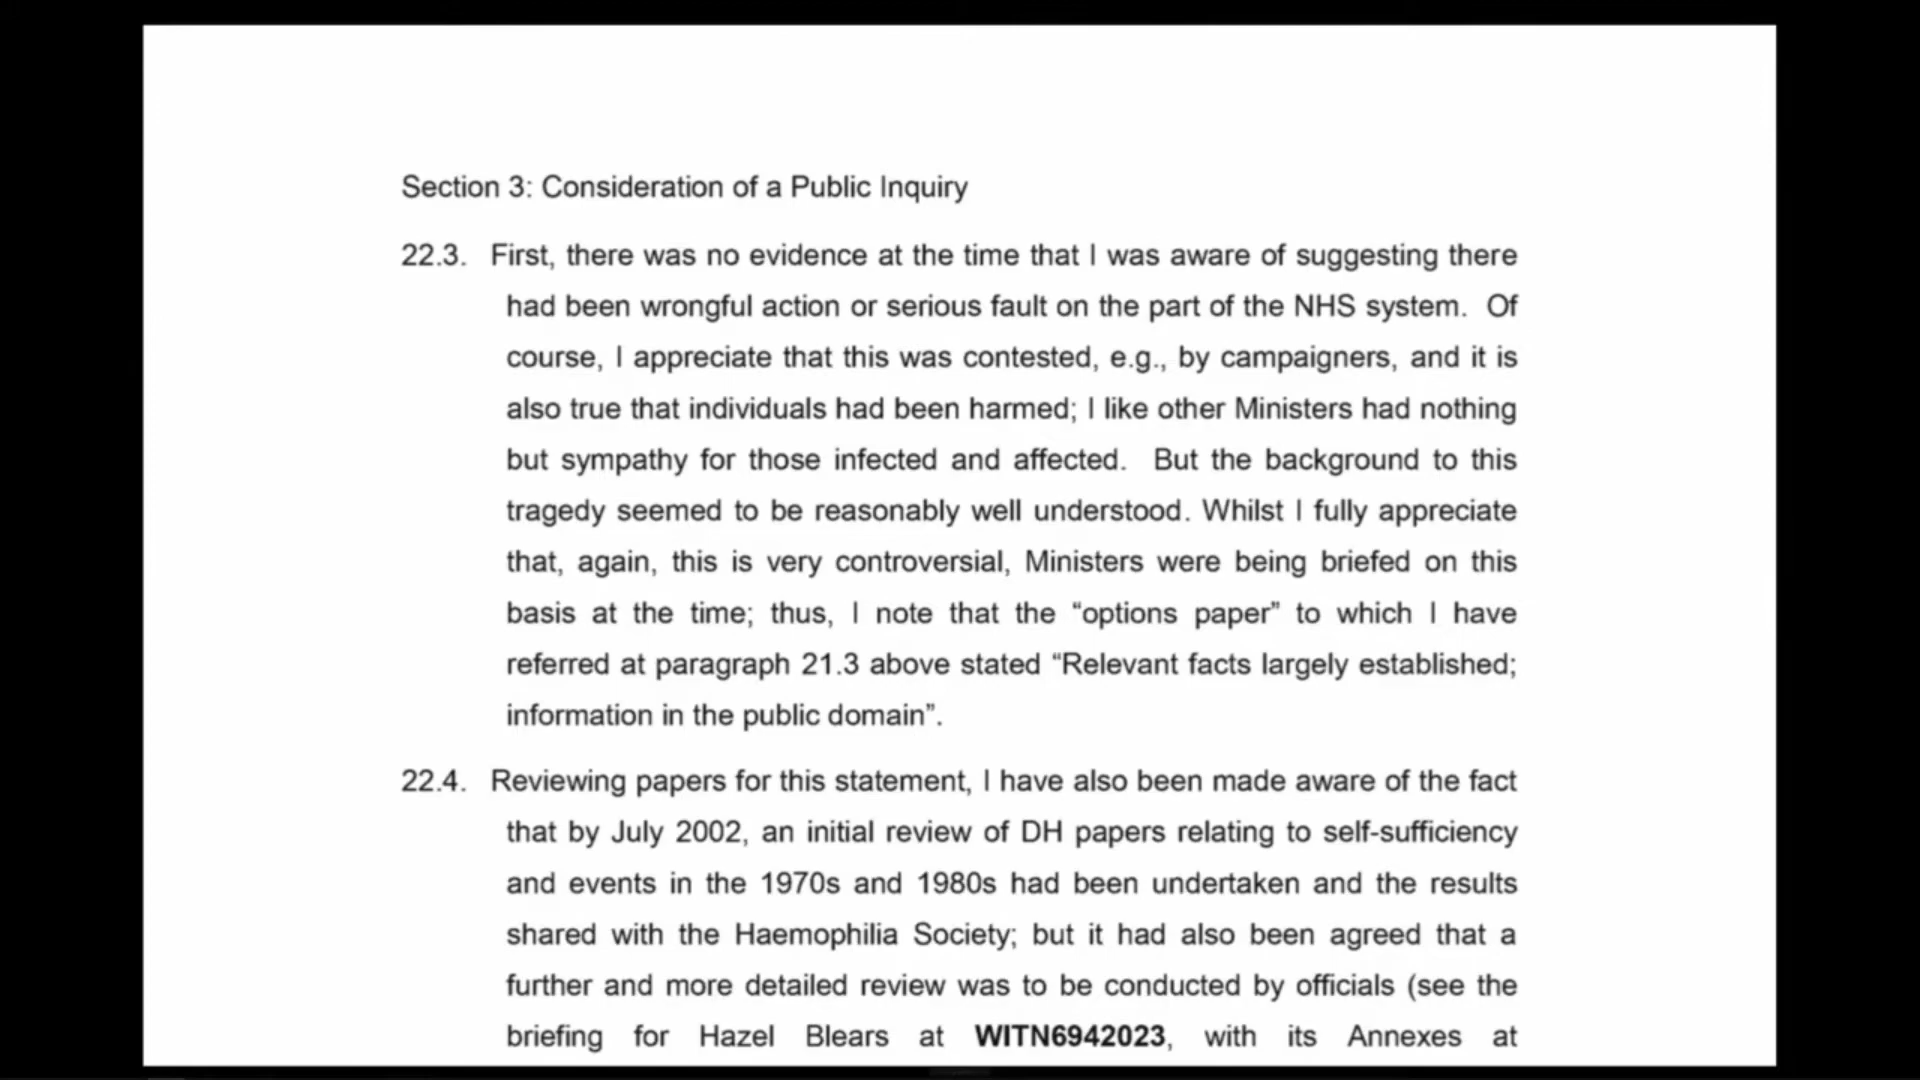 Section 3: Consideration of a Public Inquiry
22.3. First, there was no evidence at the time that I was aware of suggesting there
had been wrongful action or serious fault on the part of the NHS system. Of
course, I appreciate that this was contested, e.g., by campaigners, and it is
also true that individuals had been harmed; I like other Ministers had nothing
but sympathy for those infected and affected. But the background to this
tragedy seemed to be reasonably well understood. Whilst I fully appreciate
that, again, this is very controversial, Ministers were being briefed on this
basis at the time; thus, I note that the “options paper” to which I have
referred at paragraph 21.3 above stated “Relevant facts largely established;
information in the public domain”.
22.4. Reviewing papers for this statement, I have also been made aware of the fact
that by July 2002, an initial review of DH papers relating to self-sufficiency
and events in the 1970s and 1980s had been undertaken and the results
shared with the Haemophilia Society; but it had also been agreed that a
further and more detailed review was to be conducted by officials (see the
briefing for Hazel Blears at WITN6942023, with its Annexes at